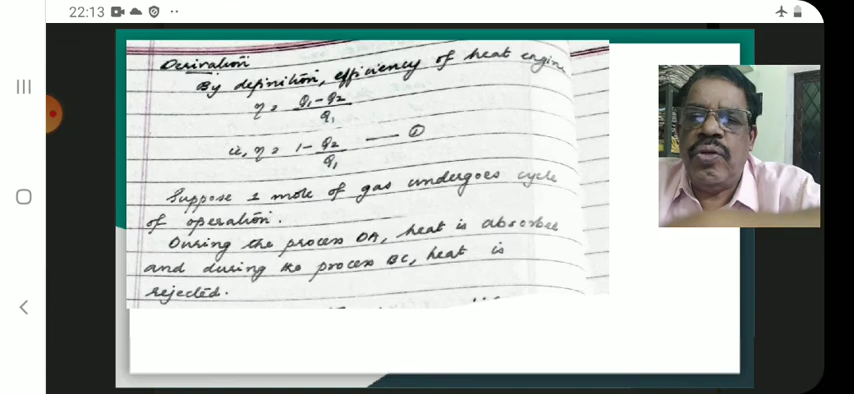 22:13
Derivation
By definition, efficiency of heat engine
η = Q1-Q2/Q1
ie, η = 1 - Q2/Q1 — ①
Suppose 1 mole of gas undergoes cycle
of operation.
During the process DA, heat is absorbed
and during the process BC, heat is
rejected.